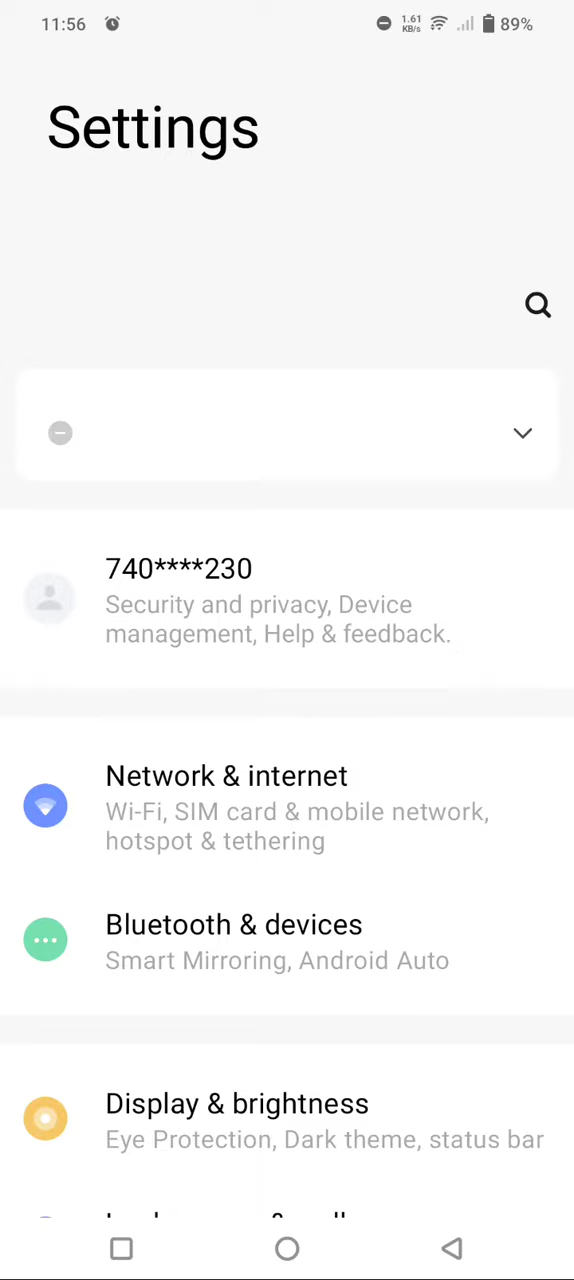 11:56
1.61
KB/s
89%
Settings
740****230
Security and privacy, Device
management, Help & feedback.
Network & internet
Wi-Fi, SIM card & mobile network,
hotspot & tethering
Bluetooth & devices
Smart Mirroring, Android Auto
Display & brightness
Eye Protection, Dark theme, status bar